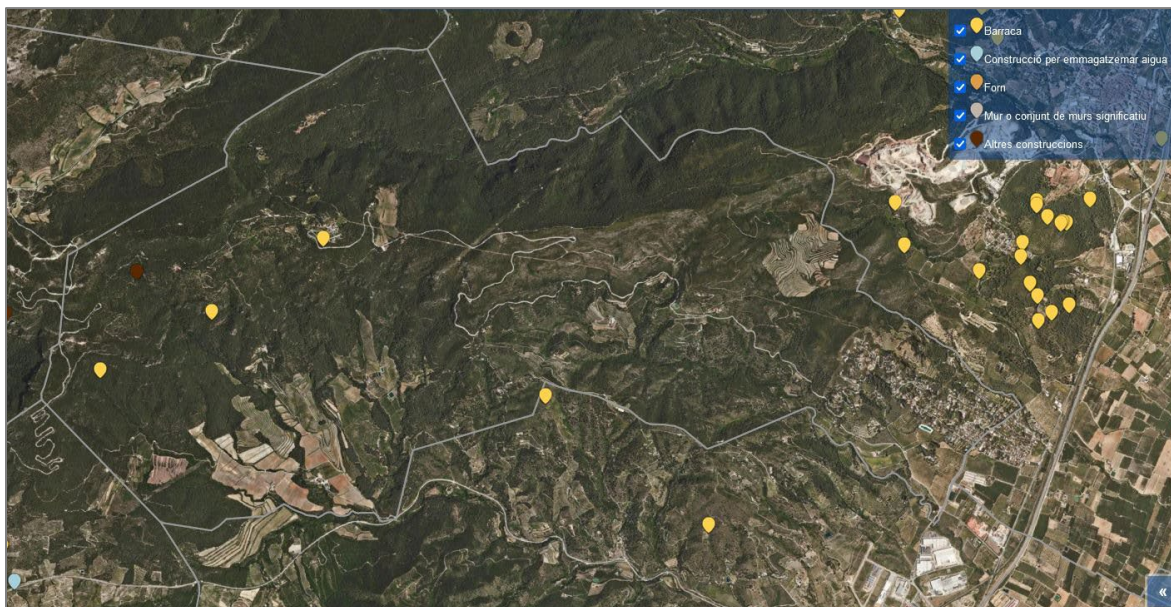 Barraca
Construcció per emmagatzemar aigua
Forn
Mur o conjunt de murs significatiu
Altres construccions
«